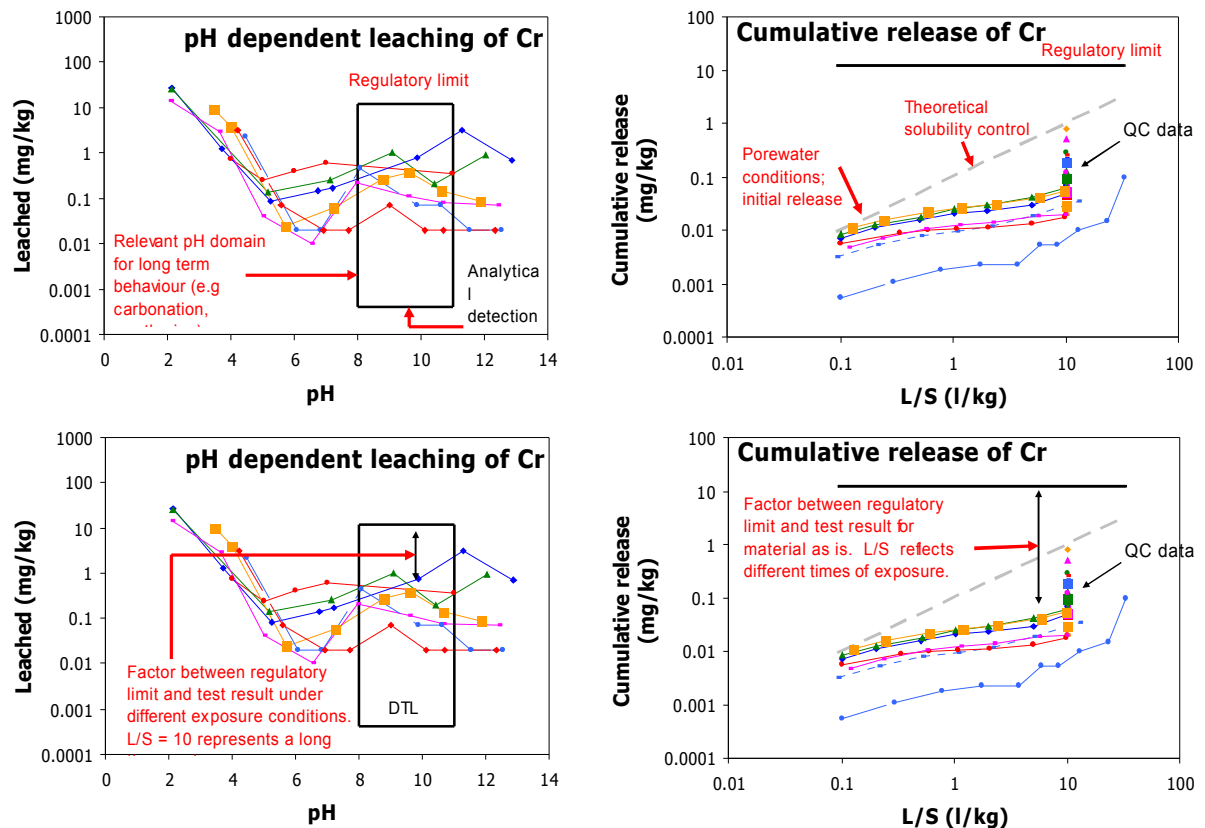 pH dependent leaching of Cr
Leached (mg/kg)
1000
100
10
1
0.1
0.01
0.001
0.0001
Regulatory limit
Relevant pH domain
for long term
behaviour (e.g
carbonation,
Analytica
l
detection
0 2 4 6 8 10 12 14
pH
Cumulative release of Cr
Cumulative release
(mg/kg)
100
10
1
0.1
0.01
0.001
0.0001
Regulatory limit
Theoretical
solubility control
QC data
Porewater
conditions;
initial release
0.01 0.1 1 10 100
L/S (l/kg)
pH dependent leaching of Cr
Leached (mg/kg)
1000
100
10
1
0.1
0.01
0.001
0.0001
Factor between regulatory
limit and test result under
different exposure conditions.
L/S = 10 represents a long
DTL
0 2 4 6 8 10 12 14
pH
Cumulative release of Cr
Cumulative release
(mg/kg)
100
10
1
0.1
0.01
0.001
0.0001
Factor between regulatory
limit and test result for
material as is. L/S reflects
different times of exposure.
QC data
0.01 0.1 1 10 100
L/S (l/kg)